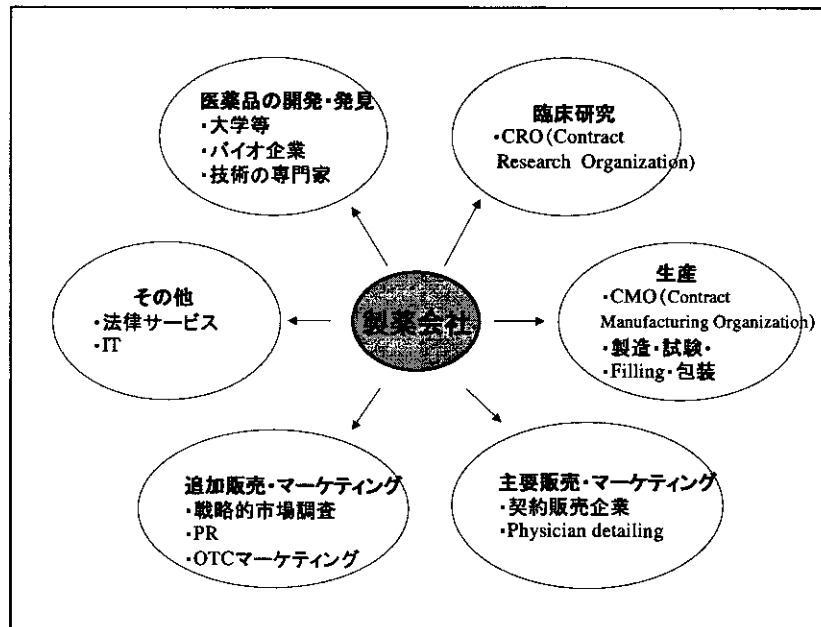 医薬品の開発・発見
・大学等
・バイオ企業
・技術の専門家
臨床研究
・CRO(Contract
Research Organization)
その他
・法律サービス
・IT
製薬会社
生産
・CMO(Contract
Manufacturing Organization)
・製造・試験・
・Filling・包装
追加販売・マーケティング
・戦略的市場調査
・PR
・OTCマーケティング
主要販売・マーケティング
・契約販売企業
・Physician detailing